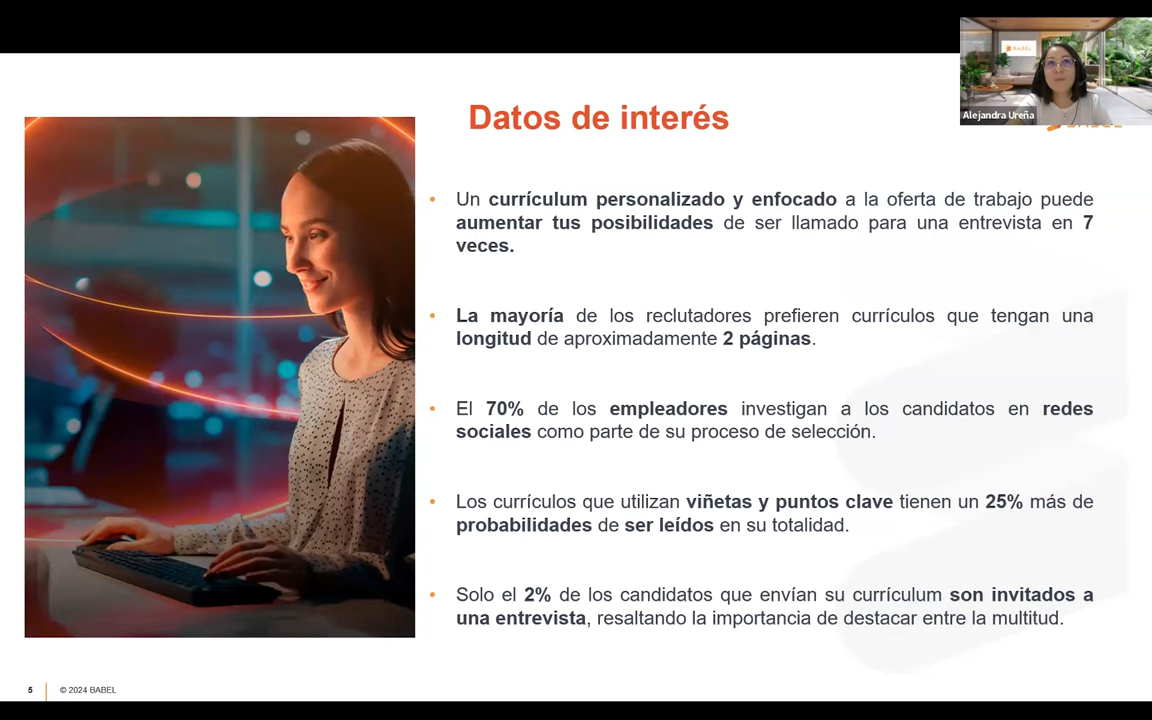 BABEL
Alejandra Ureña
Datos de interés
• Un currículum personalizado y enfocado a la oferta de trabajo puede
aumentar tus posibilidades de ser llamado para una entrevista en 7
veces.
• La mayoría de los reclutadores prefieren currículos que tengan una
longitud de aproximadamente 2 páginas.
• El 70% de los empleadores investigan a los candidatos en redes
sociales como parte de su proceso de selección.
• Los currículos que utilizan viñetas y puntos clave tienen un 25% más de
probabilidades de ser leídos en su totalidad.
• Solo el 2% de los candidatos que envían su currículum son invitados a
una entrevista, resaltando la importancia de destacar entre la multitud.
5
© 2024 BABEL